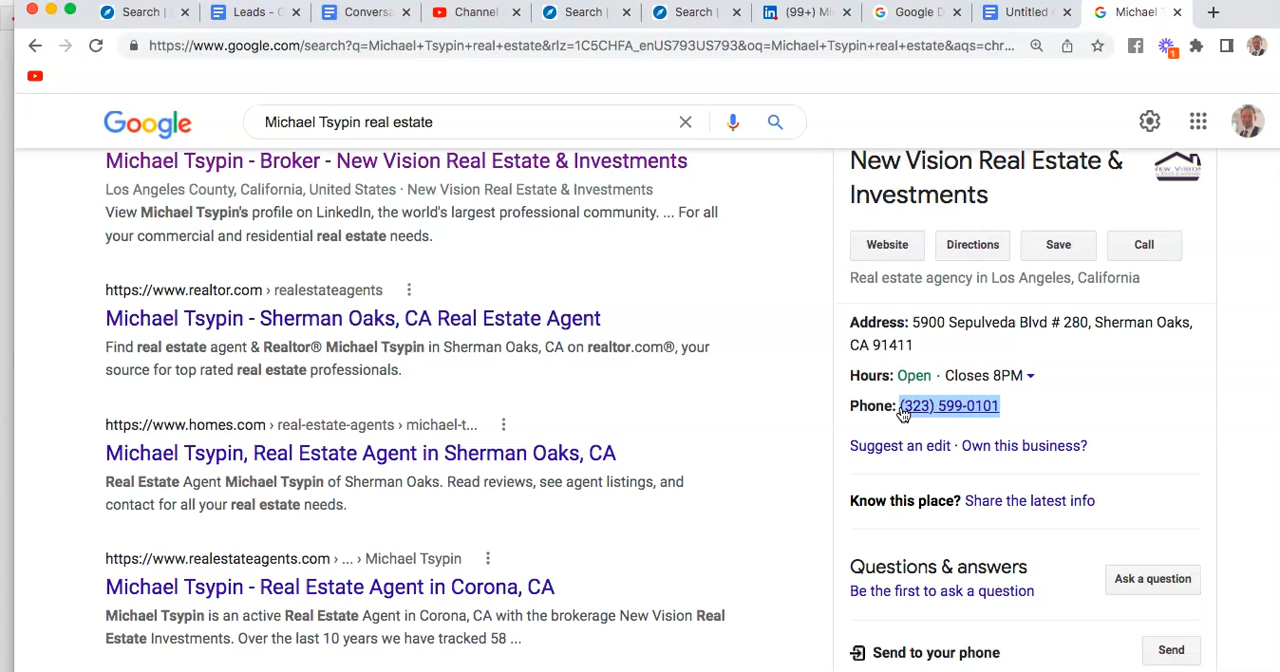 Search |
Leads - C
Conversa
Channel
Search |
Search |
(99+) Mi
Google D
Untitled
Michael T
https://www.google.com/search?q=Michael+Tsypin+real+estate&rlz=1C5CHFA_enUS793US793&oq=Michael+Tsypin+real+estate&aqs=chr...
1
Google
Michael Tsypin real estate
Michael Tsypin - Broker - New Vision Real Estate & Investments
Los Angeles County, California, United States · New Vision Real Estate & Investments
View Michael Tsypin's profile on LinkedIn, the world's largest professional community. ... For all
your commercial and residential real estate needs.
https://www.realtor.com › realestateagents
Michael Tsypin - Sherman Oaks, CA Real Estate Agent
Find real estate agent & Realtor® Michael Tsypin in Sherman Oaks, CA on realtor.com®, your
source for top rated real estate professionals.
https://www.homes.com › real-estate-agents › michael-t...
Michael Tsypin, Real Estate Agent in Sherman Oaks, CA
Real Estate Agent Michael Tsypin of Sherman Oaks. Read reviews, see agent listings, and
contact for all your real estate needs.
https://www.realestateagents.com › ... › Michael Tsypin
Michael Tsypin - Real Estate Agent in Corona, CA
Michael Tsypin is an active Real Estate Agent in Corona, CA with the brokerage New Vision Real
Estate Investments. Over the last 10 years we have tracked 58 ...
New Vision Real Estate &
Investments
NEW VISION
Website
Directions
Save
Call
Real estate agency in Los Angeles, California
Address: 5900 Sepulveda Blvd # 280, Sherman Oaks,
CA 91411
Hours: Open · Closes 8PM
Phone: (323) 599-0101
Suggest an edit · Own this business?
Know this place? Share the latest info
Questions & answers
Be the first to ask a question
Ask a question
Send to your phone
Send